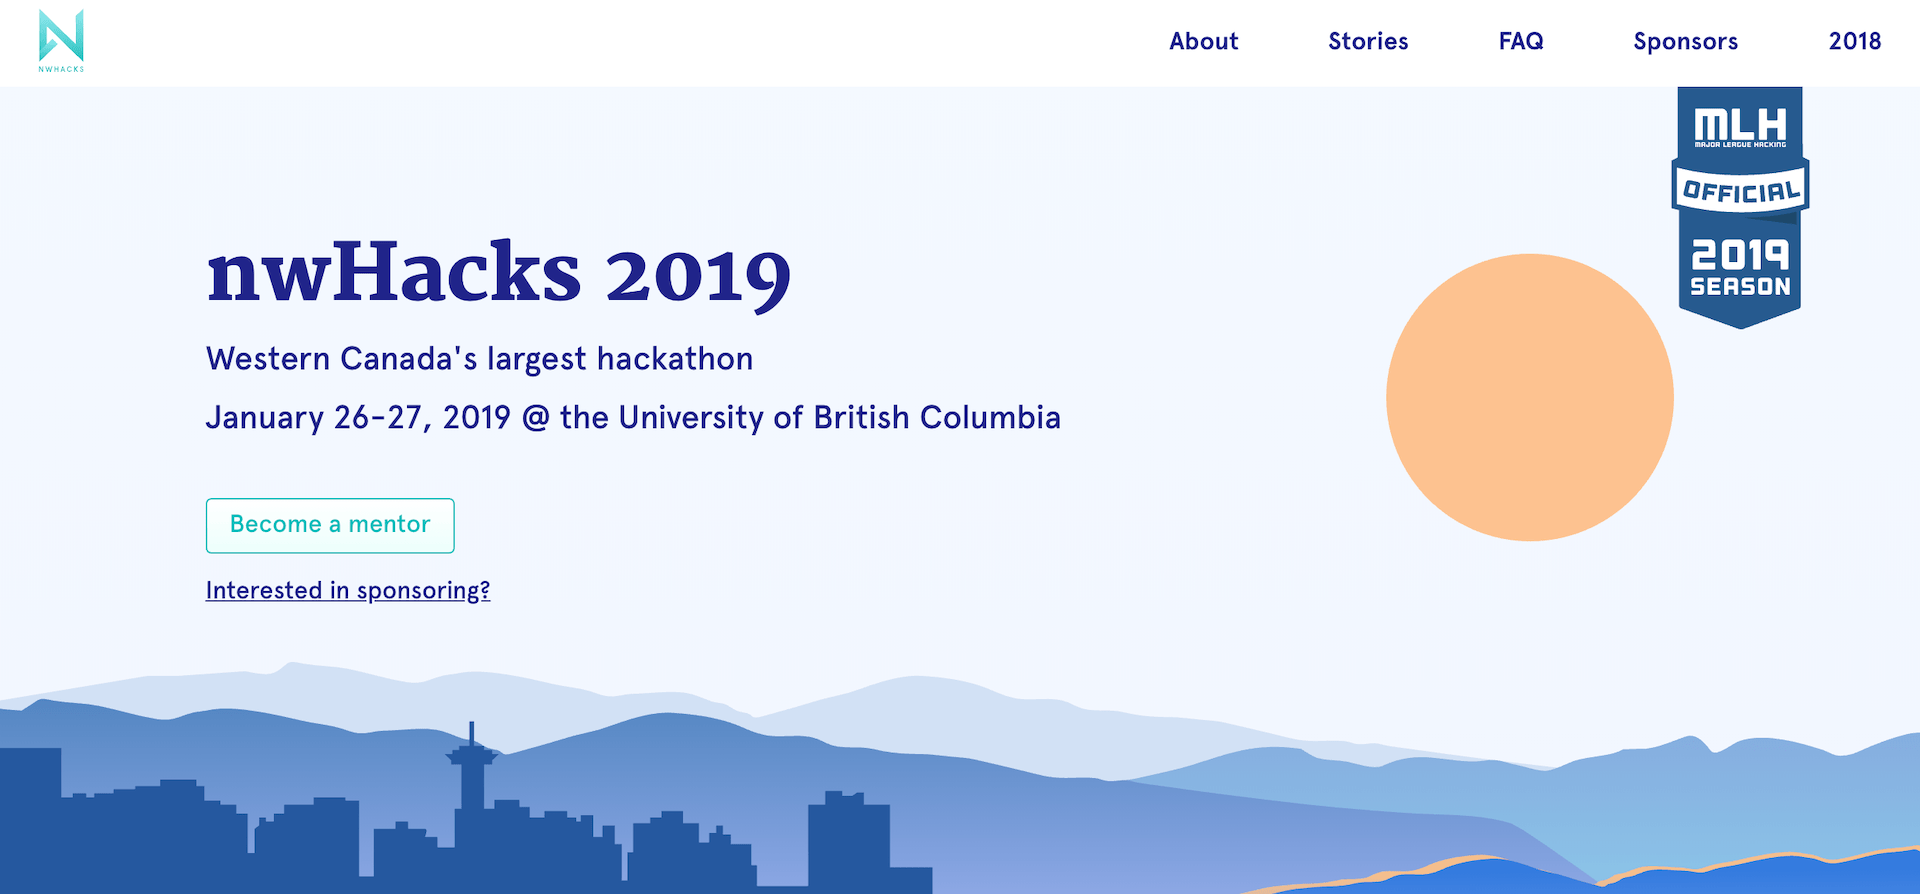 NWHACKS
About
Stories
FAQ
Sponsors
2018
MLH
MAJOR LEAGUE HACKING
OFFICIAL
2019
SEASON
nwHacks 2019
Western Canada's largest hackathon
January 26-27, 2019 @ the University of British Columbia
Become a mentor
Interested in sponsoring?